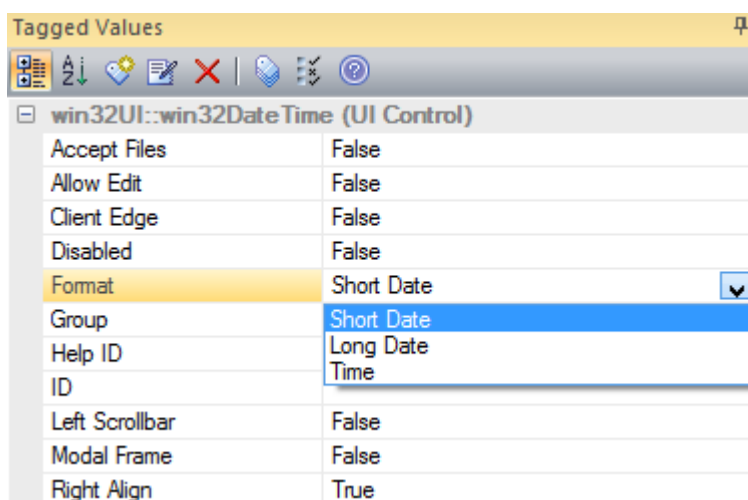 Tagged Values
win32UI::win32DateTime (UI Control)
Accept Files False
Allow Edit False
Client Edge False
Disabled False
Format Short Date
Group Short Date
Help ID Long Date
Time
ID
Left Scrollbar False
Modal Frame False
Right Align True